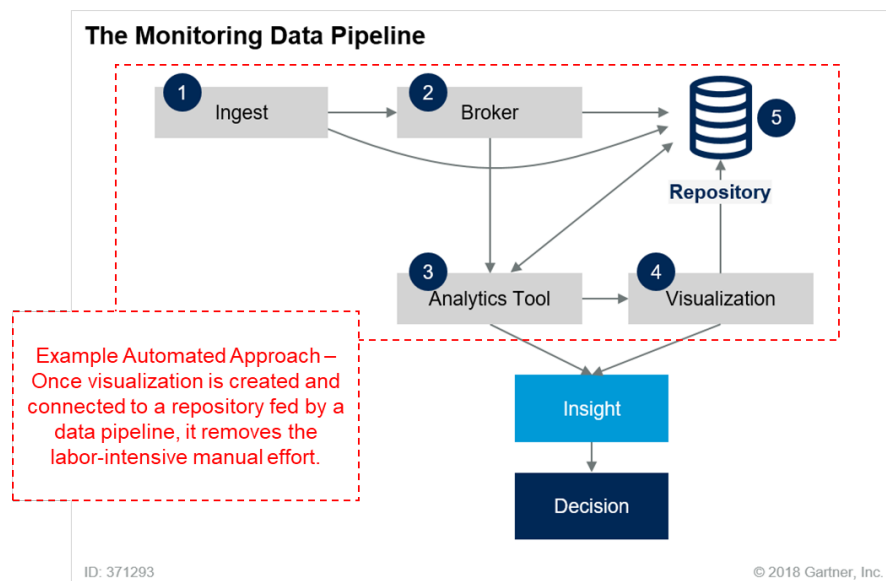 The Monitoring Data Pipeline
1
Ingest
2
Broker
5
Repository
3
Analytics Tool
4
Visualization
Example Automated Approach –
Once visualization is created and
connected to a repository fed by a
data pipeline, it removes the
labor-intensive manual effort.
Insight
Decision
ID: 371293
© 2018 Gartner, Inc.